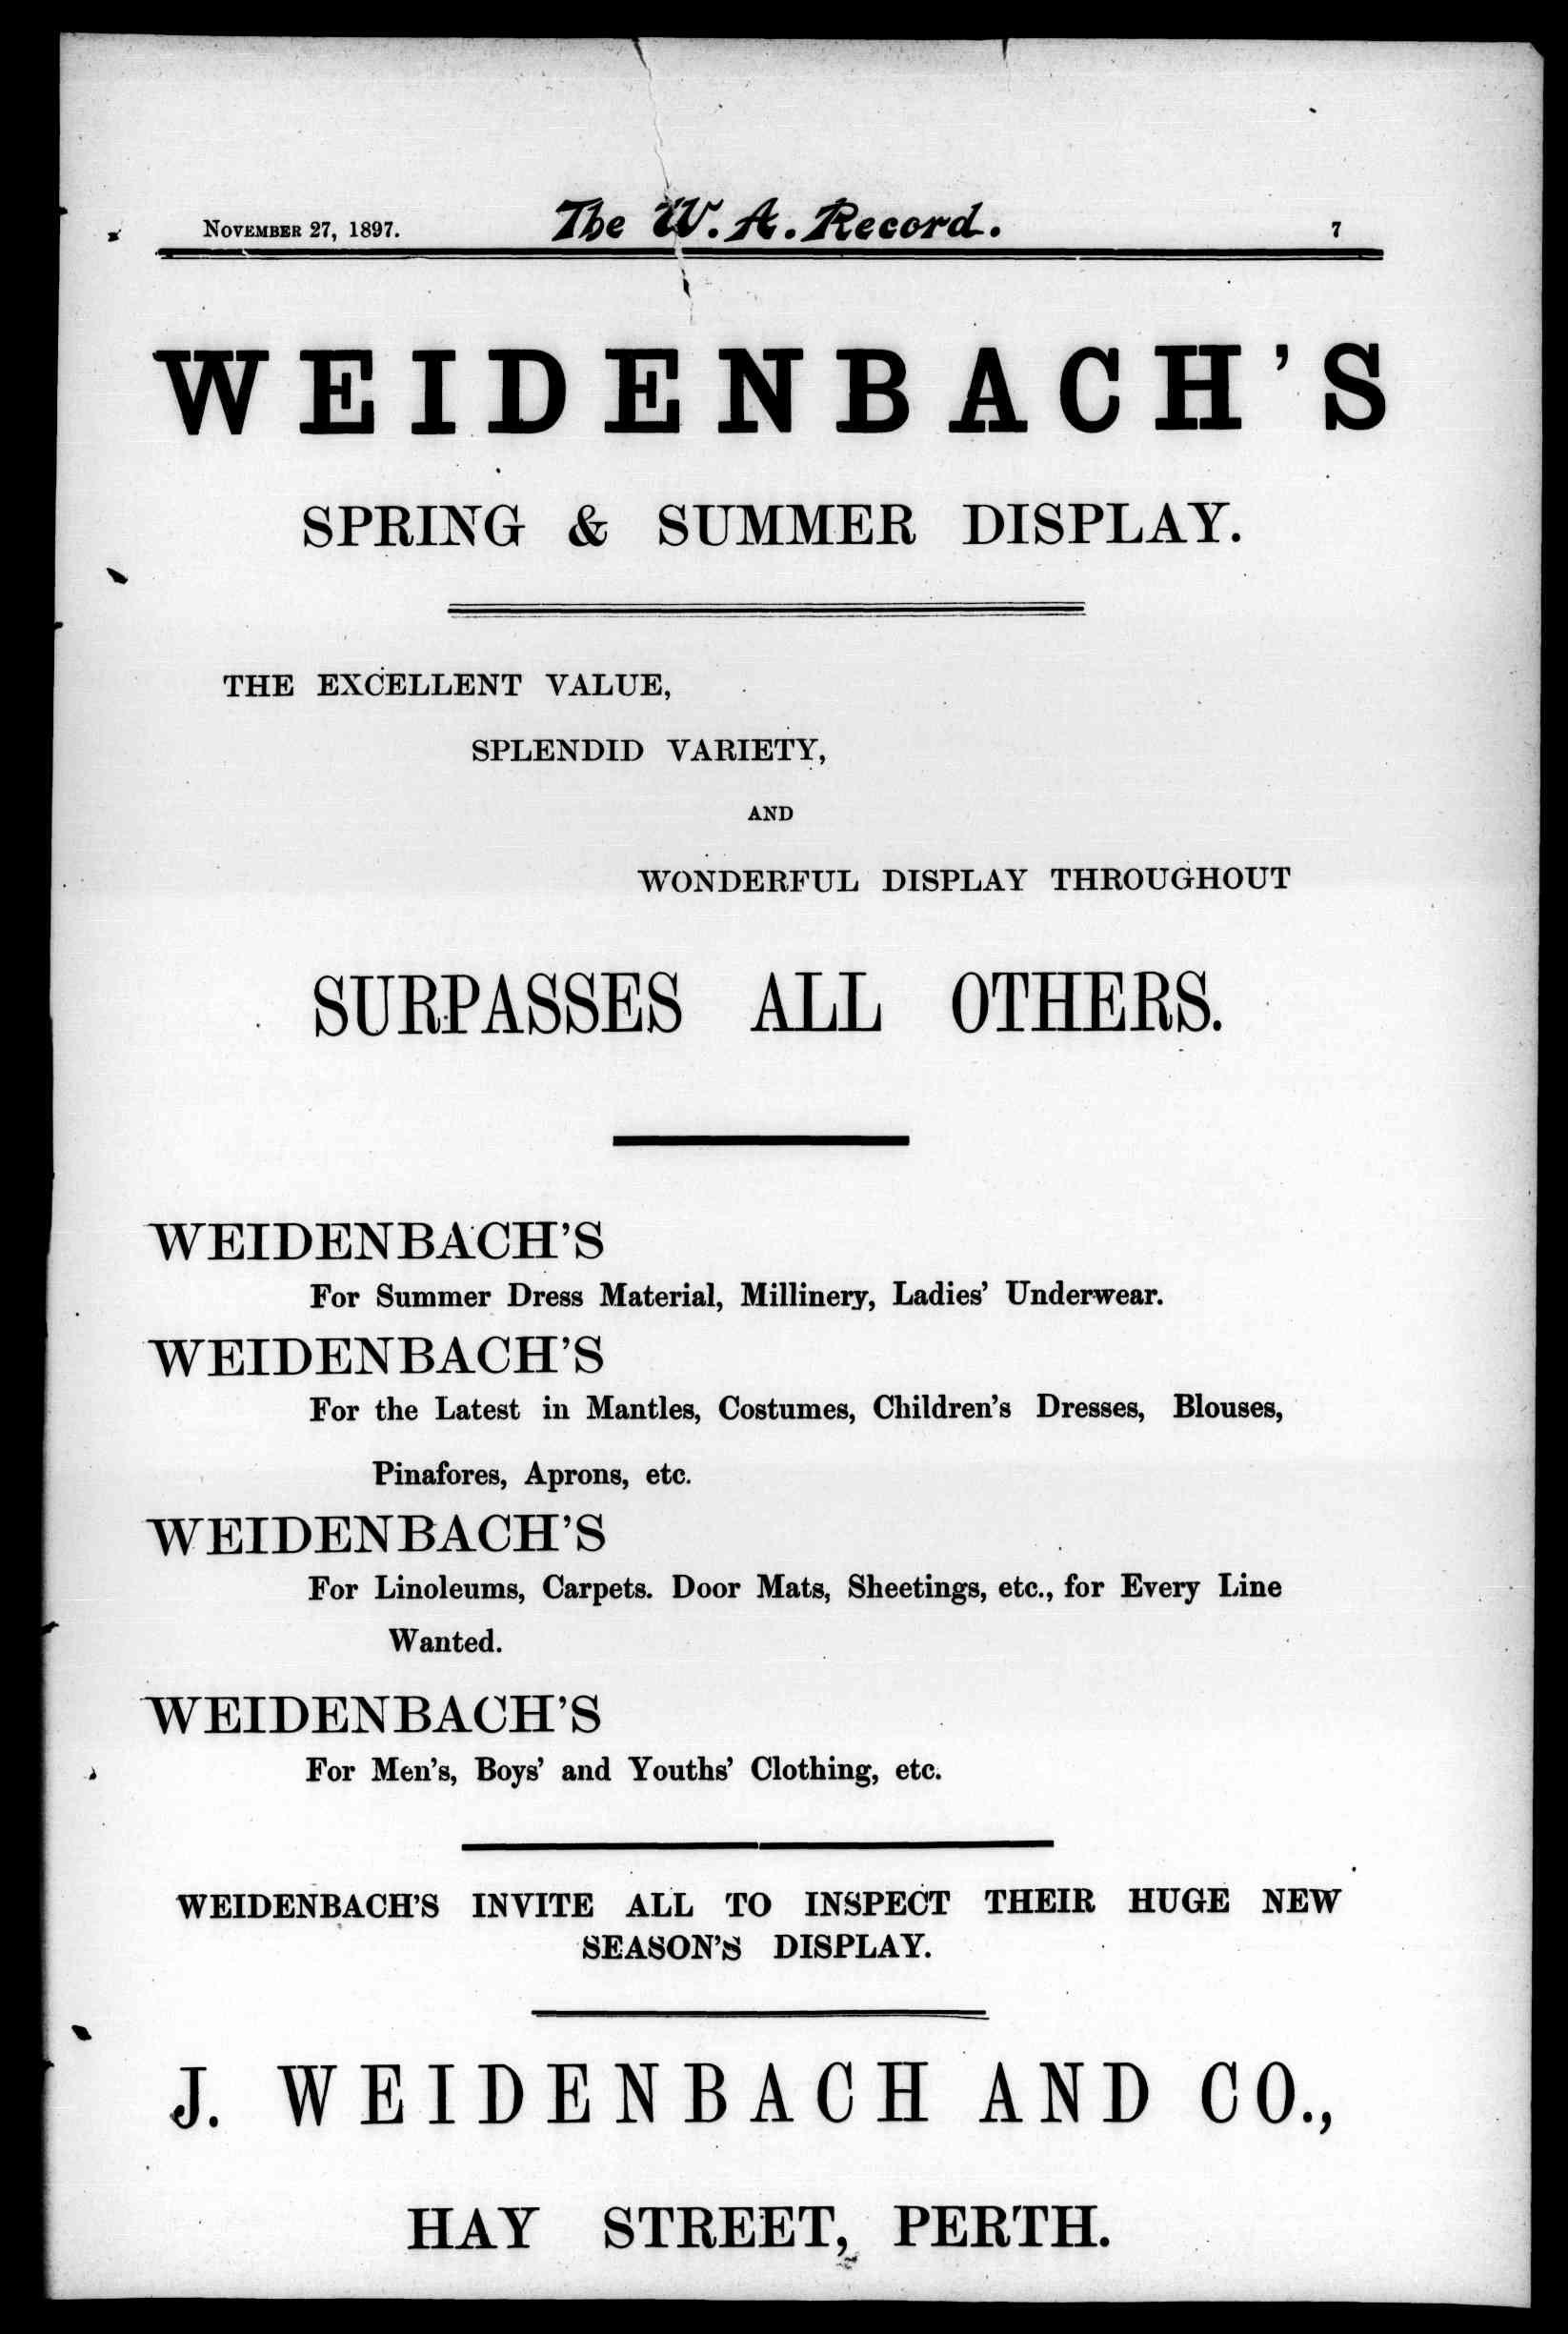 NOVEMBER 27, 1897. The W. A. Record. 7
WEIDENBACH'S
SPRING & SUMMER DISPLAY.
THE EXCELLENT VALUE,
SPLENDID VARIETY,
AND
WONDERFUL DISPLAY THROUGHOUT
SURPASSES ALL OTHERS.
WEIDENBACH'S
For Summer Dress Material, Millinery, Ladies' Underwear.
WEIDENBACH'S
For the Latest in Mantles, Costumes, Children's Dresses, Blouses,
Pinafores, Aprons, etc.
WEIDENBACH'S
For Linoleums, Carpets. Door Mats, Sheetings, etc., for Every Line
Wanted.
WEIDENBACH'S
For Men's, Boys' and Youths' Clothing, etc.
WEIDENBACH'S INVITE ALL TO INSPECT THEIR HUGE NEW
SEASON'S DISPLAY.
J. WEIDENBACH AND CO.,
HAY STREET, PERTH.